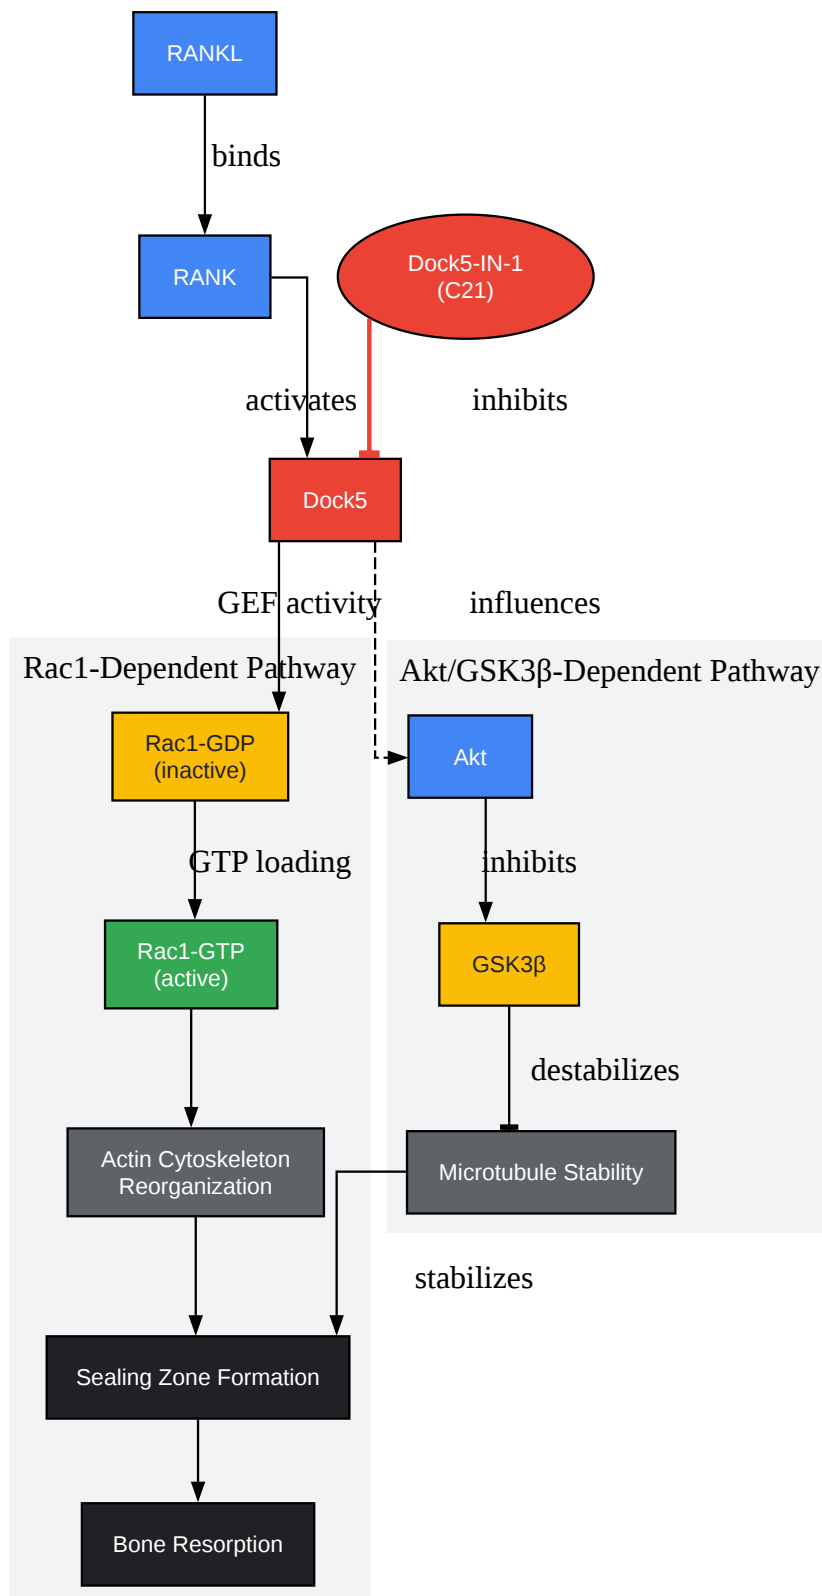 RANKL
binds
RANK
Dock5-IN-1
(C21)
activates
inhibits
Dock5
GEF activity
influences
Rac1-Dependent Pathway
Akt/GSK3β-Dependent Pathway
Rac1-GDP
(inactive)
Akt
GTP loading
inhibits
Rac1-GTP
(active)
GSK3β
destabilizes
Actin Cytoskeleton
Reorganization
Microtubule Stability
stabilizes
Sealing Zone Formation
Bone Resorption